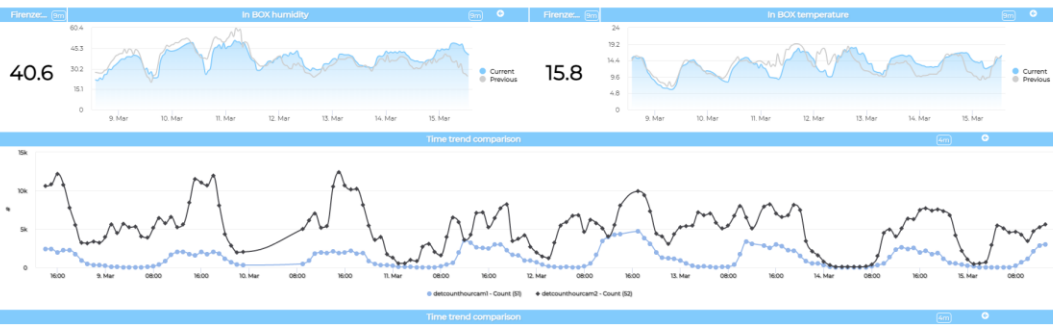 Firenze... 9m In BOX humidity 9m
Firenze... 9m In BOX temperature 9m
40.6
60.4
45.3
30.2
15.1
0
9. Mar 10. Mar 11. Mar 12. Mar 13. Mar 14. Mar 15. Mar
Current
Previous
15.8
24
19.2
14.4
9.6
4.8
0
9. Mar 10. Mar 11. Mar 12. Mar 13. Mar 14. Mar 15. Mar
Current
Previous
Time trend comparison 4m
15k
10k
5k
0
#
16:00 9. Mar 08:00 16:00 10. Mar 08:00 16:00 11. Mar 08:00 16:00 12. Mar 08:00 16:00 13. Mar 08:00 16:00 14. Mar 08:00 16:00 15. Mar 08:00
detcounthourcam1 - Count (S1) detcounthourcam2 - Count (S2)
Time trend comparison 4m